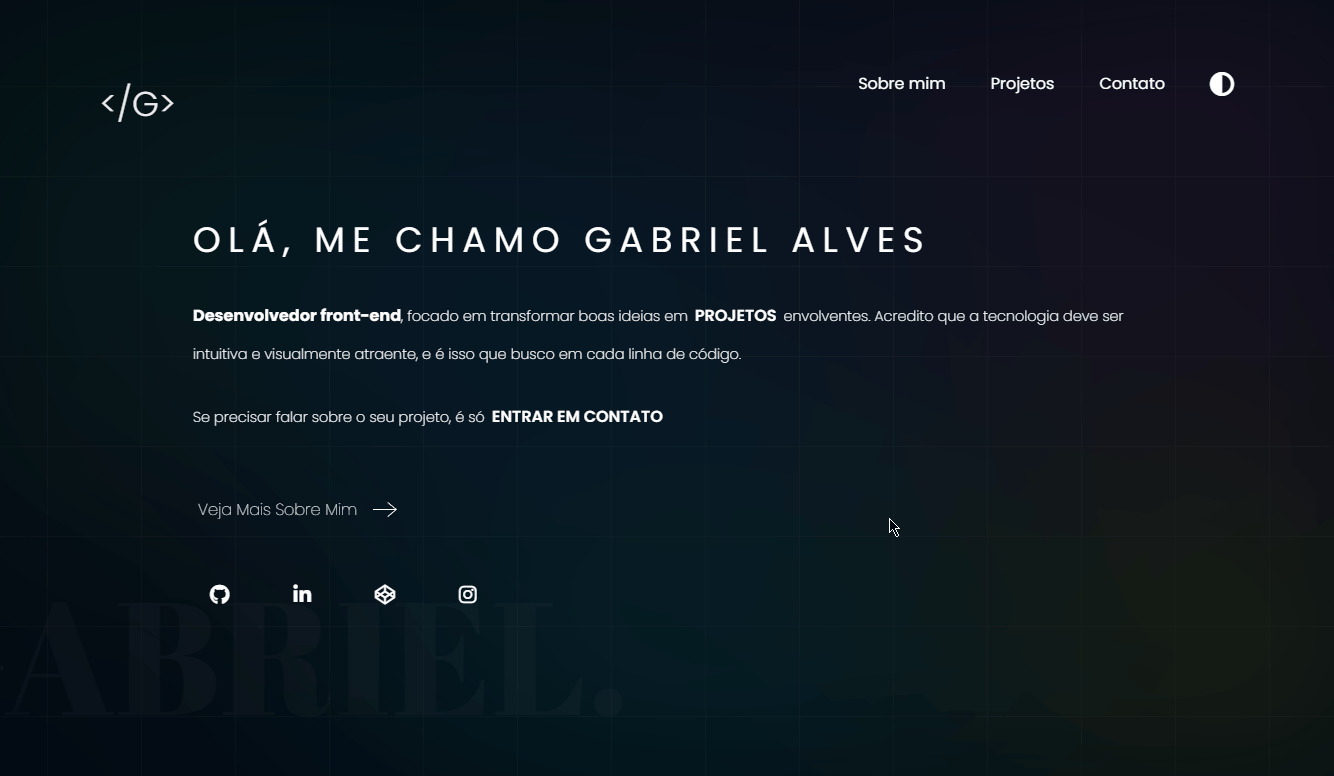 </G>
Sobre mim
Projetos
Contato
OLÁ, ME CHAMO GABRIEL ALVES
Desenvolvedor front-end, focado em transformar boas ideias em PROJETOS envolventes. Acredito que a tecnologia deve ser
intuitiva e visualmente atraente, e é isso que busco em cada linha de código.
Se precisar falar sobre o seu projeto, é só ENTRAR EM CONTATO
Veja Mais Sobre Mim
in
ABRIEL.